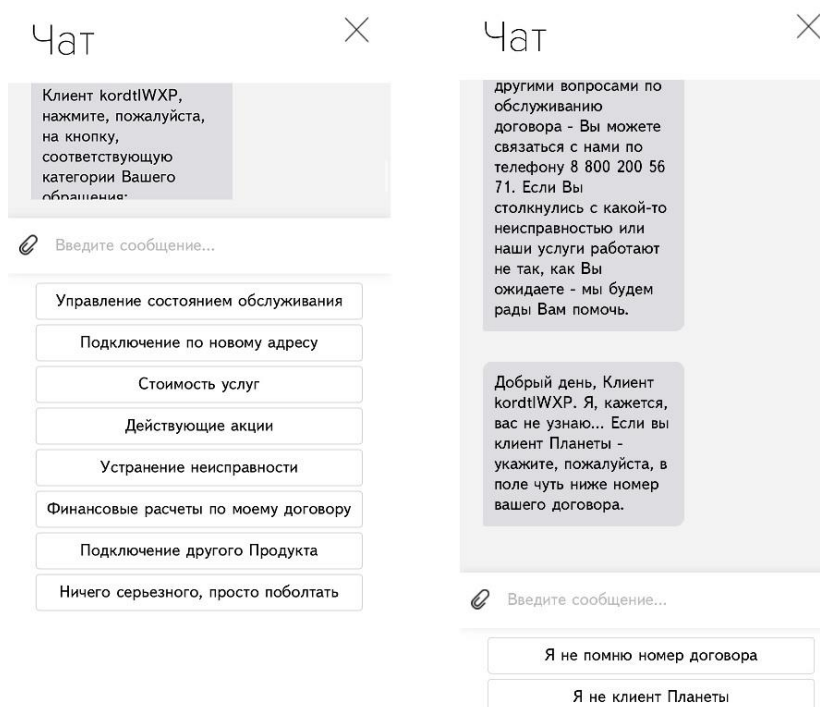 Чат
Клиент kordtIWXP,
нажмите, пожалуйста,
на кнопку,
соответствующую
категории Вашего
обращения:
Введите сообщение...
Управление состоянием обслуживания
Подключение по новому адресу
Стоимость услуг
Действующие акции
Устранение неисправности
Финансовые расчеты по моему договору
Подключение другого Продукта
Ничего серьезного, просто поболтать
Чат
другими вопросами по
обслуживанию
договора - Вы можете
связаться с нами по
телефону 8 800 200 56
71. Если Вы
столкнулись с какой-то
неисправностью или
наши услуги работают
не так, как Вы
ожидаете - мы будем
рады Вам помочь.
Добрый день, Клиент
kordtIWXP. Я, кажется,
вас не узнаю... Если вы
клиент Планеты -
укажите, пожалуйста, в
поле чуть ниже номер
вашего договора.
Введите сообщение...
Я не помню номер договора
Я не клиент Планеты